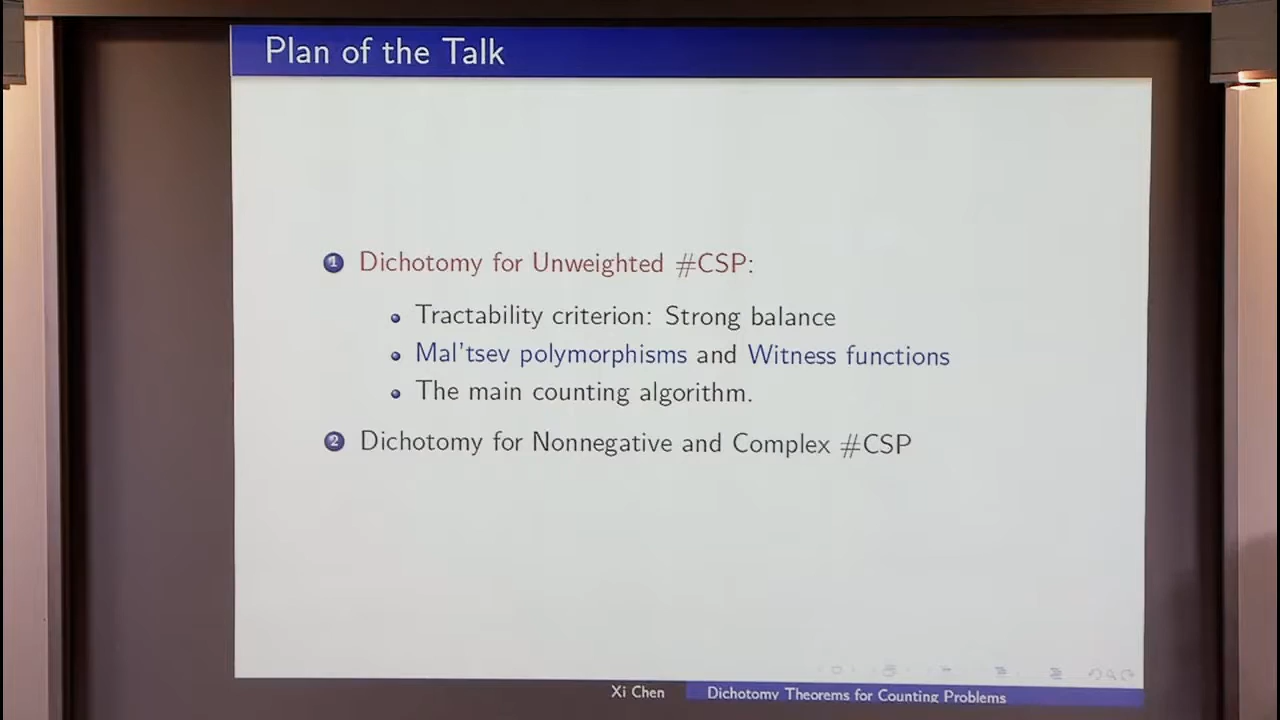 Plan of the Talk
1 Dichotomy for Unweighted #CSP:
Tractability criterion: Strong balance
Mal'tsev polymorphisms and Witness functions
The main counting algorithm.
2 Dichotomy for Nonnegative and Complex #CSP
Xi Chen Dichotomy Theorems for Counting Problems